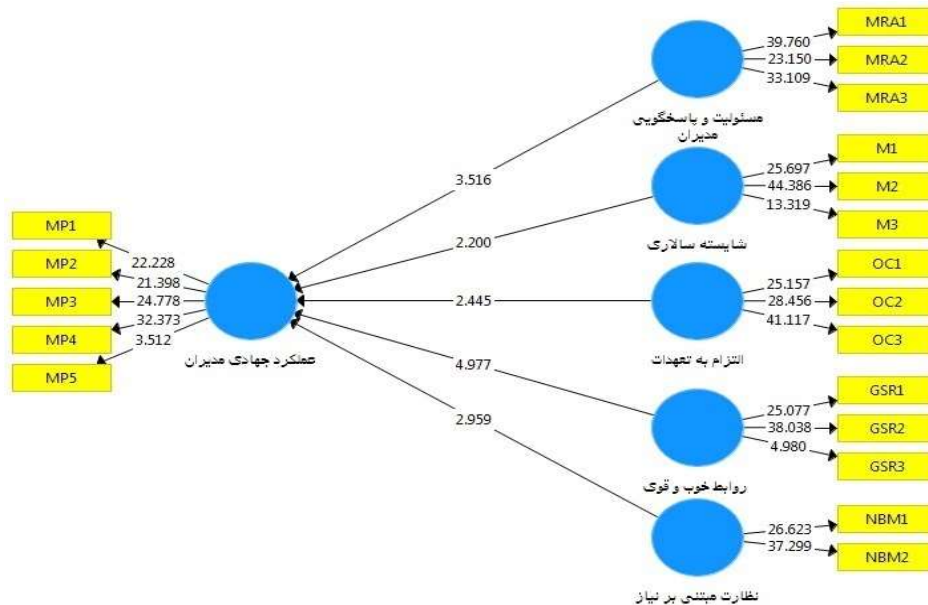 MRA1
39.760
MRA2
23.150
MRA3
33.109
مسئولیت و پاسخگویی
مدیران
M1
25.697
M2
44.386
M3
13.319
شایسته سالاری
3.516
2.200
MP1
22.228
MP2
21.398
MP3
24.778
MP4
32.373
MP5
3.512
عملکرد جهادی مدیران
2.445
OC1
25.157
OC2
28.456
OC3
41.117
التزام به تعهدات
4.977
GSR1
25.077
GSR2
38.038
GSR3
4.980
روابط خوب و قوی
2.959
NBM1
26.623
NBM2
37.299
نظارت مبتنی بر نیاز